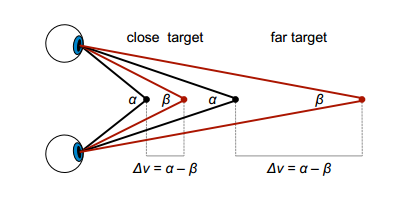 close target
far target
α β α β
Δv = α – β
Δv = α – β